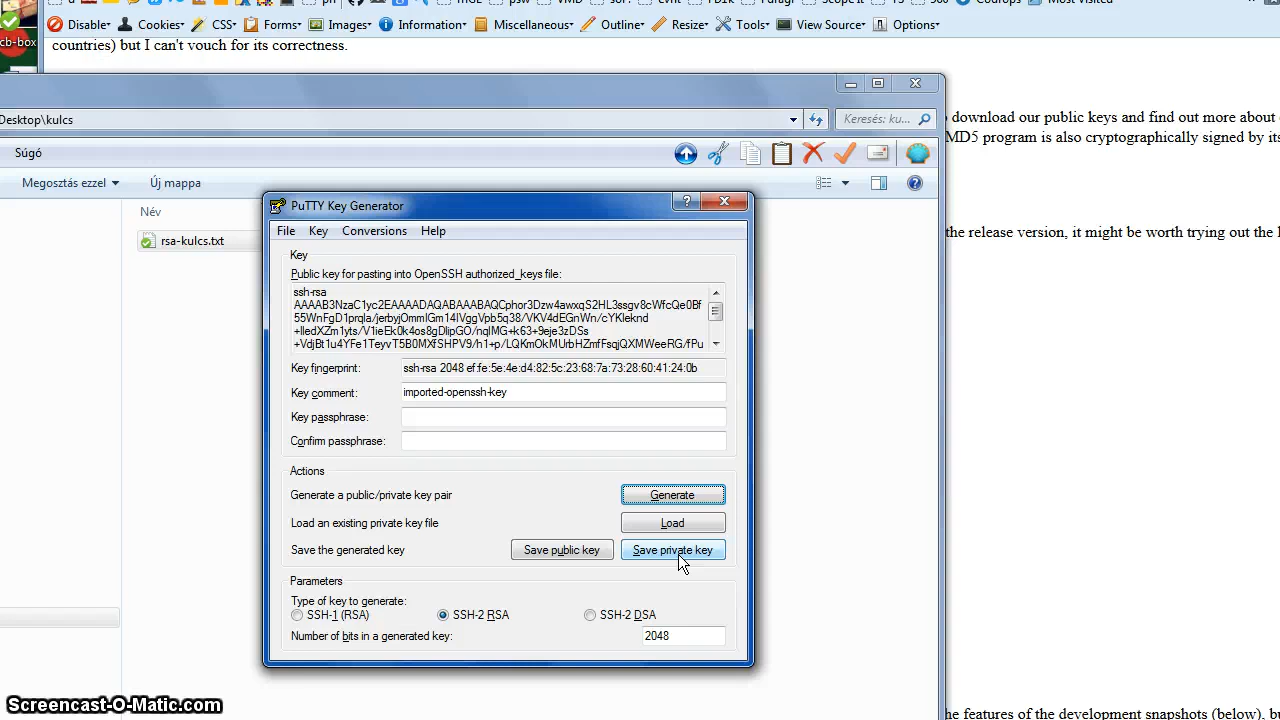 cb-box
Disable Cookies CSS Forms Images Information Miscellaneous Outline Resize Tools View Source Options
countries) but I can't vouch for its correctness.
Desktop\kulcs
Keresés: ku...
download our public keys and find out more about
MD5 program is also cryptographically signed by its
Súgó
Megosztás ezzel Új mappa
Név
rsa-kulcs.txt
the release version, it might be worth trying out the
PuTTY Key Generator
File Key Conversions Help
Key
Public key for pasting into OpenSSH authorized_keys file:
ssh-rsa
Key fingerprint: ssh-rsa 2048 ef:fe:5e:4e:d4:82:5c:23:68:7a:73:28:60:41:24:0b
Key comment: imported-openssh-key
Key passphrase:
Confirm passphrase:
Actions
Generate a public/private key pair Generate
Load an existing private key file Load
Save the generated key Save public key Save private key
Parameters
Type of key to generate:
SSH-1 (RSA) SSH-2 RSA SSH-2 DSA
Number of bits in a generated key: 2048
Screencast-O-Matic.com
he features of the development snapshots (below), bu